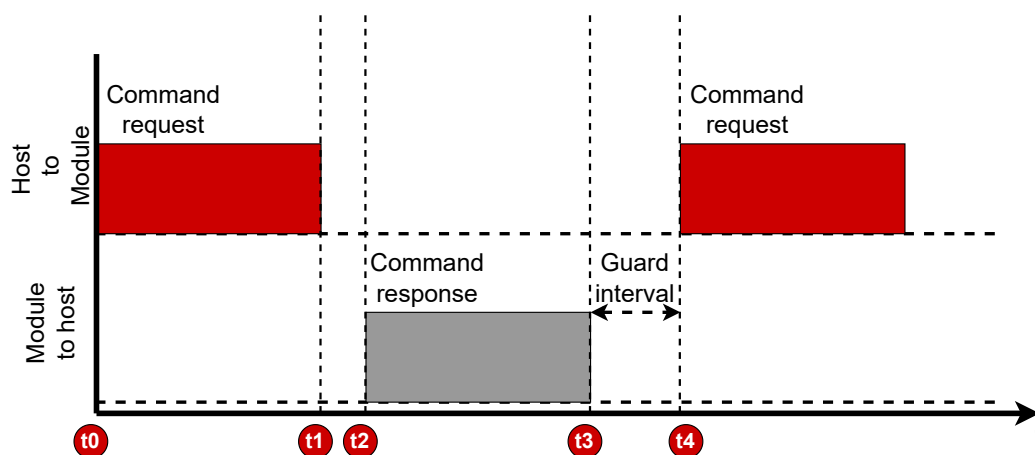 Command
request
Command
request
Host
to
Module
Command
response
Guard
interval
Module
to host
t0
t1
t2
t3
t4